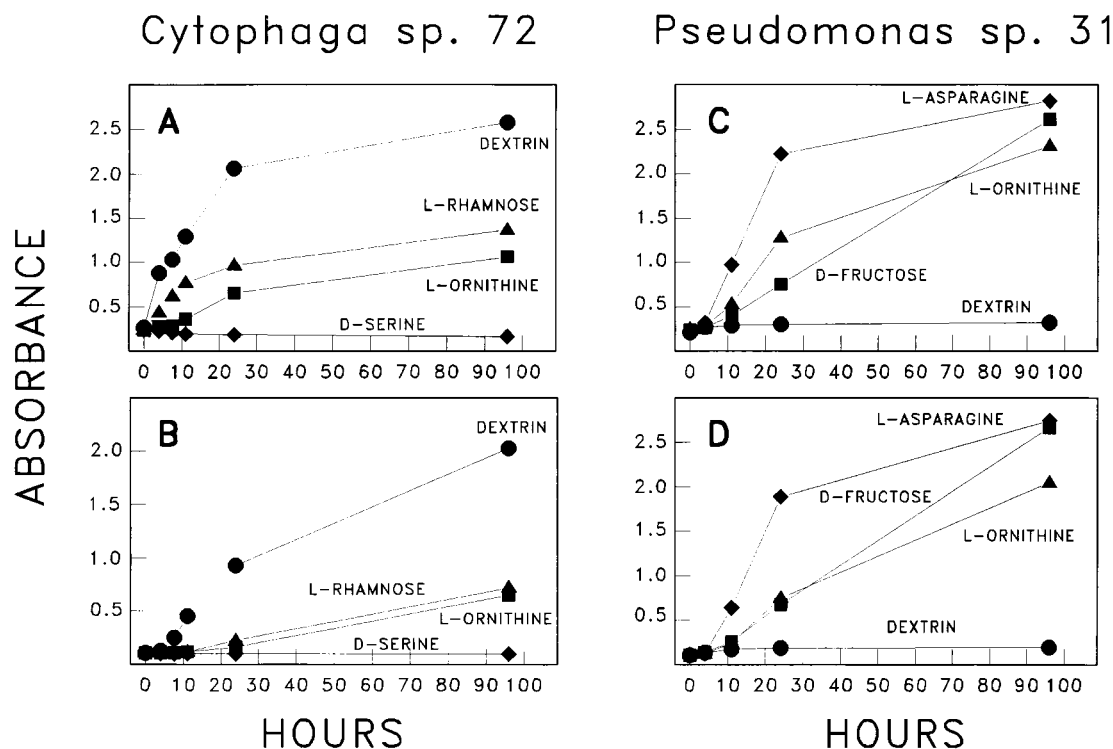 Cytophaga sp. 72
Pseudomonas sp. 31
ABSORBANCE
A
2.5
2.0
1.5
1.0
0.5
DEXTRIN
L-RHAMNOSE
L-ORNITHINE
D-SERINE
0 10 20 30 40 50 60 70 80 90 100
C
2.5
2.0
1.5
1.0
0.5
L-ASPARAGINE
L-ORNITHINE
D-FRUCTOSE
DEXTRIN
0 10 20 30 40 50 60 70 80 90 100
B
2.0
1.5
1.0
0.5
DEXTRIN
L-RHAMNOSE
L-ORNITHINE
D-SERINE
0 10 20 30 40 50 60 70 80 90 100
HOURS
D
2.5
2.0
1.5
1.0
0.5
L-ASPARAGINE
D-FRUCTOSE
L-ORNITHINE
DEXTRIN
0 10 20 30 40 50 60 70 80 90 100
HOURS